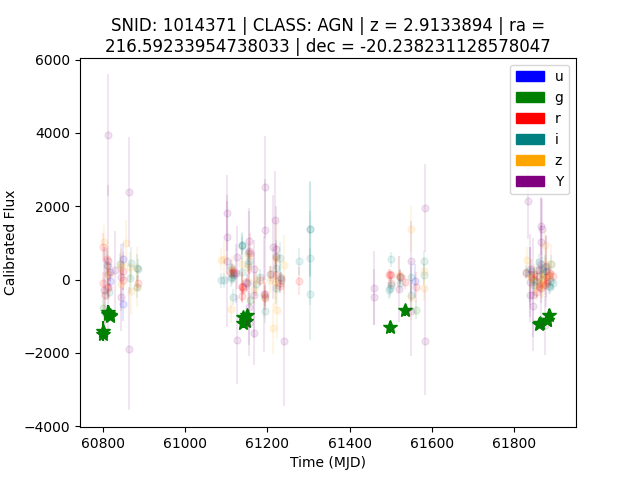 SNID: 1014371 | CLASS: AGN | z = 2.9133894 | ra =
216.59233954738033 | dec = -20.238231128578047
6000
4000
2000
0
−2000
−4000
Calibrated Flux
u
g
r
i
z
Y
60800
61000
61200
61400
61600
61800
Time (MJD)